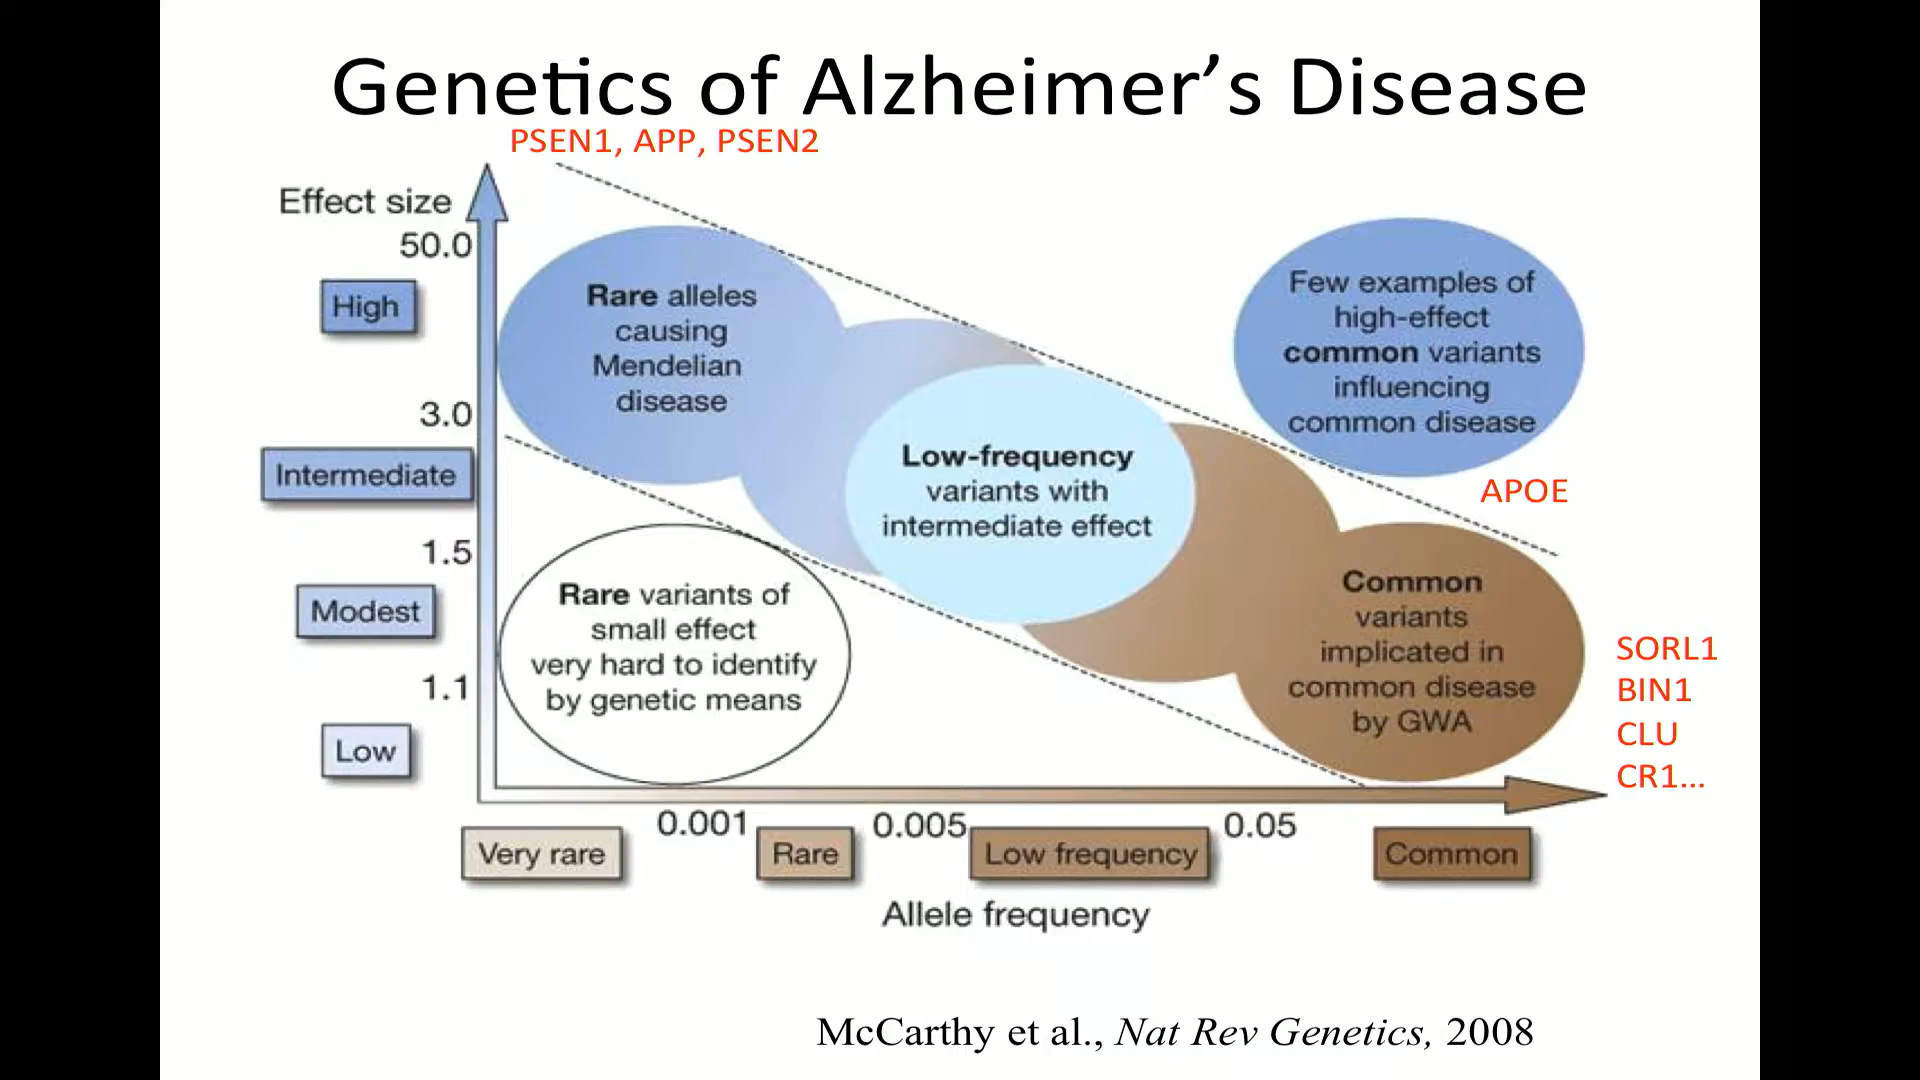 Genetics of Alzheimer's Disease
PSEN1, APP, PSEN2
Effect size
50.0
High
3.0
Intermediate
1.5
Modest
1.1
Low
Rare alleles
causing
Mendelian
disease
Few examples of
high-effect
common variants
influencing
common disease
Low-frequency
variants with
intermediate effect
APOE
Rare variants of
small effect
very hard to identify
by genetic means
Common
variants
implicated in
common disease
by GWA
SORL1
BIN1
CLU
CR1...
0.001
0.005
0.05
Very rare
Rare
Low frequency
Common
Allele frequency
McCarthy et al., Nat Rev Genetics, 2008